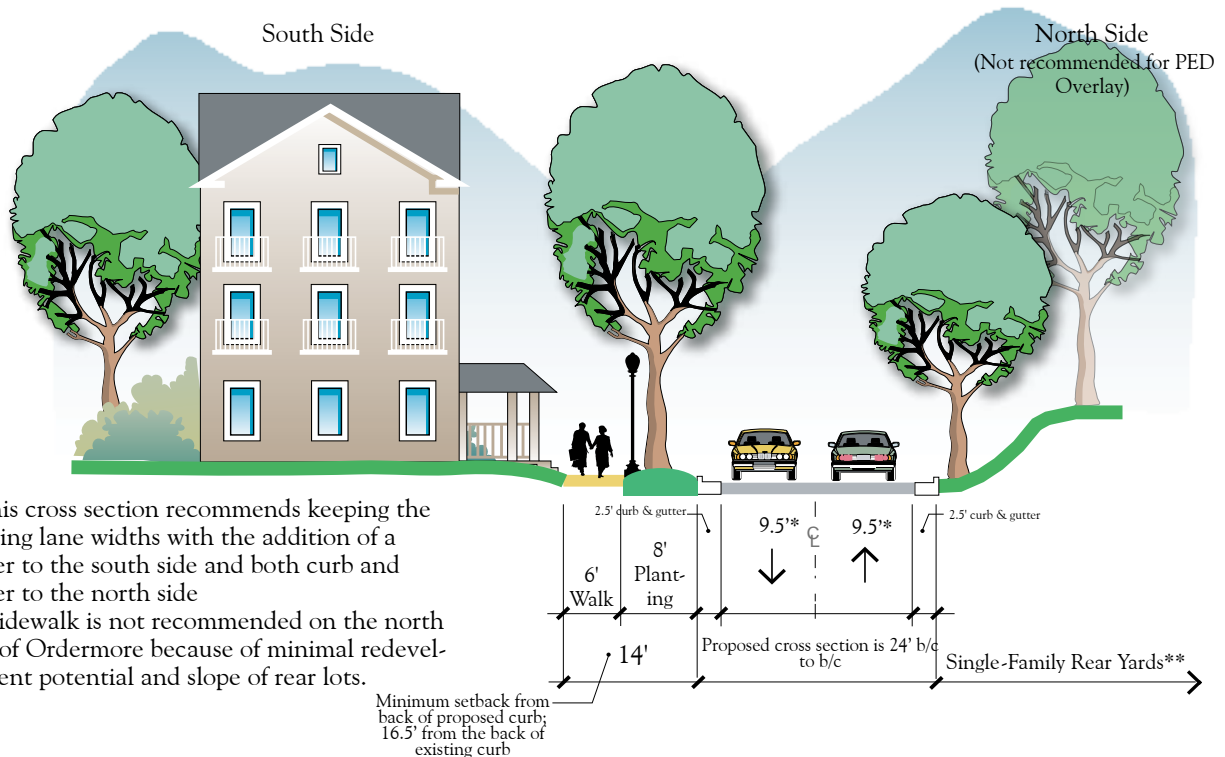 South Side
North Side
(Not recommended for PED
Overlay)
his cross section recommends keeping the
ing lane widths with the addition of a
er to the south side and both curb and
er to the north side
idewalk is not recommended on the north
of Ordermore because of minimal redevel-
ent potential and slope of rear lots.
2.5' curb & gutter
9.5'*
℄
9.5'*
2.5' curb & gutter
6'
Walk
8'
Plant-
ing
14'
Proposed cross section is 24' b/c
to b/c
Single-Family Rear Yards**
Minimum setback from
back of proposed curb;
16.5' from the back of
existing curb